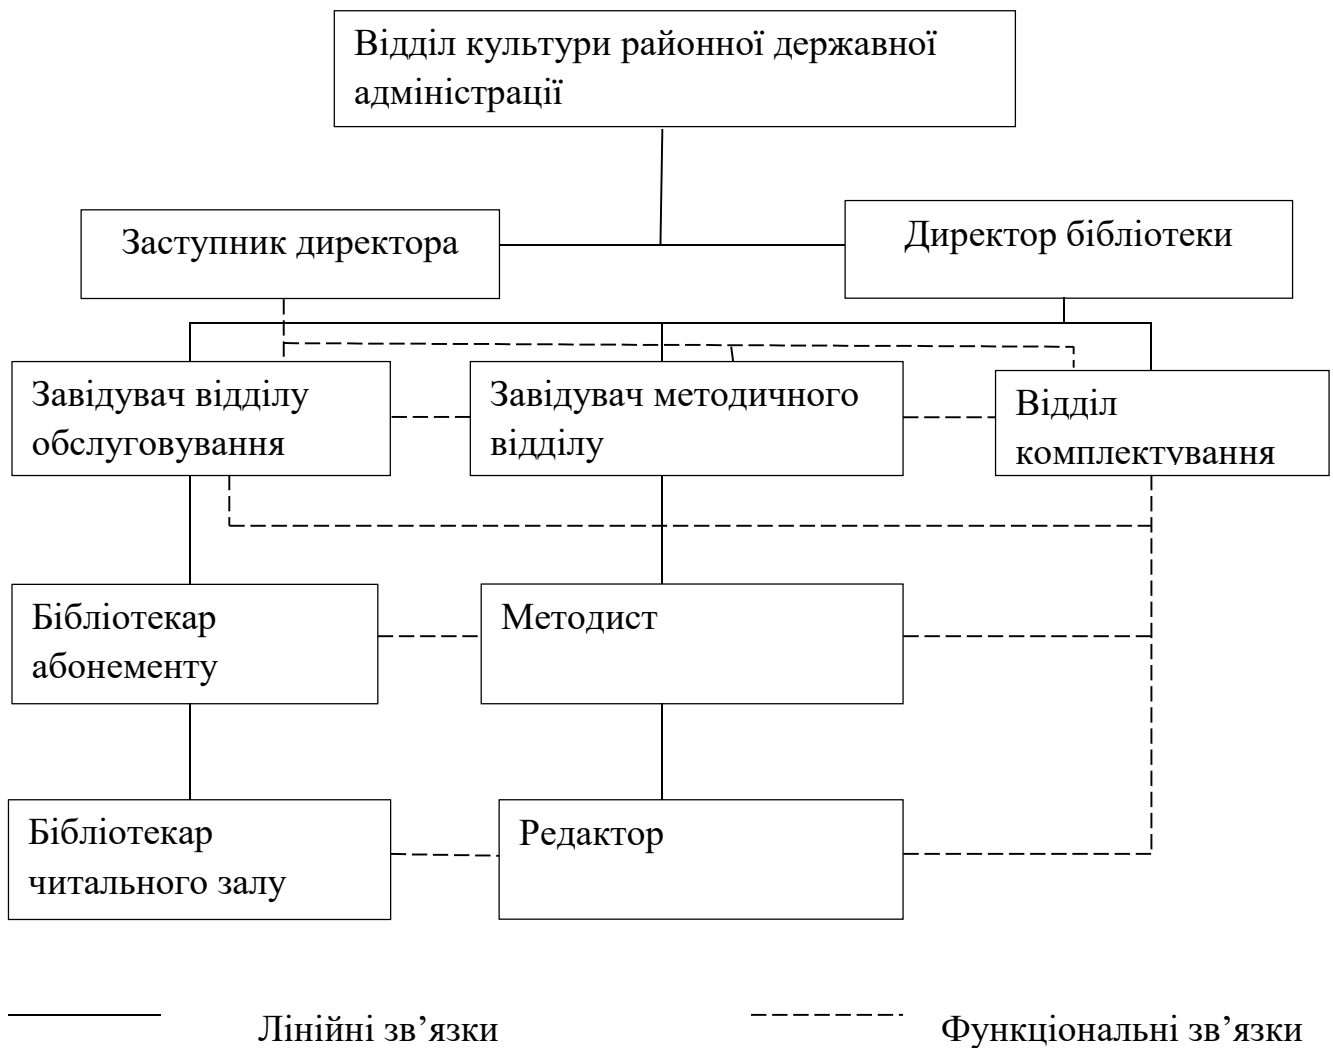 Відділ культури районної державної
адміністрації
Заступник директора
Директор бібліотеки
Завідувач відділу
обслуговування
Завідувач методичного
відділу
Відділ
комплектування
Бібліотекар
абонементу
Методист
Бібліотекар
читального залу
Редактор
Лінійні зв’язки
Функціональні зв’язки